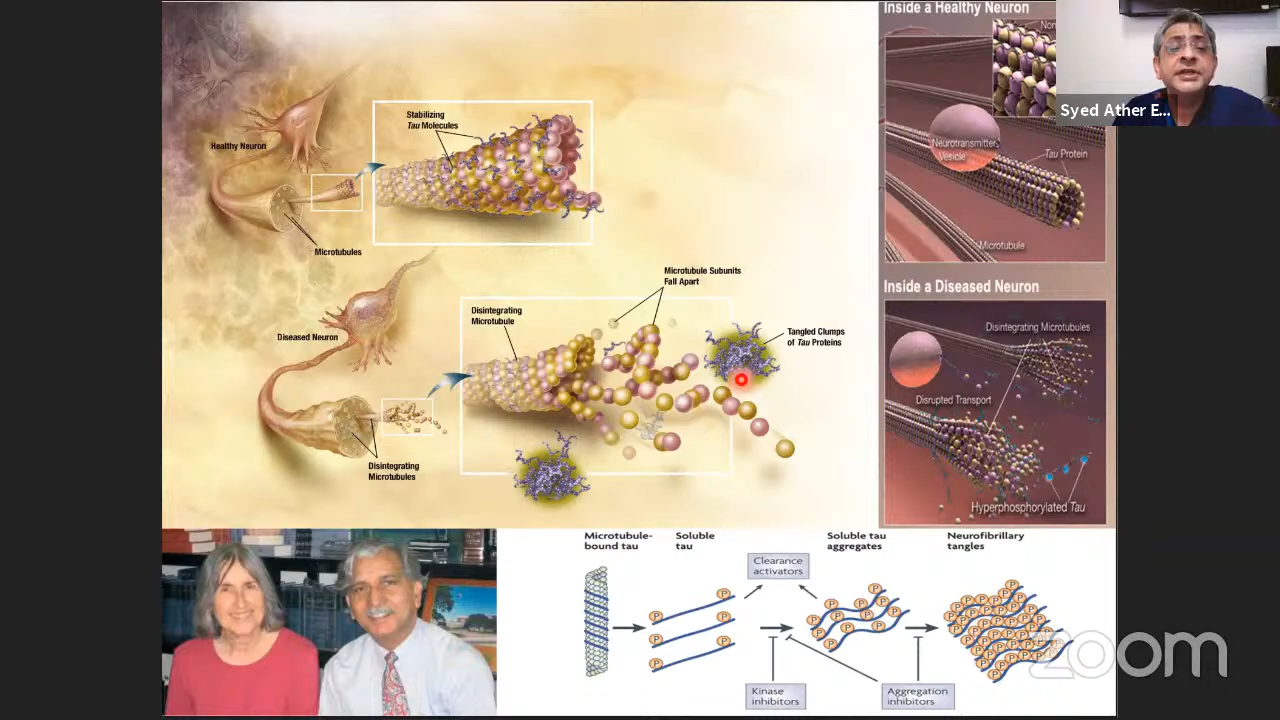 Healthy Neuron
Microtubules
Stabilizing
Tau Molecules
Diseased Neuron
Disintegrating
Microtubules
Disintegrating
Microtubule
Microtubule Subunits
Fall Apart
Tangled Clumps
of Tau Proteins
Inside a Healthy Neuron
Neurotransmitter
Vesicle
Tau Protein
Microtubule
Inside a Diseased Neuron
Disintegrating Microtubules
Disrupted Transport
Hyperphosphorylated Tau
Syed Ather E...
Microtubule-
bound tau
Soluble
tau
Clearance
activators
Soluble tau
aggregates
Neurofibrillary
tangles
P
P
P
P
P
P
Kinase
inhibitors
Aggregation
inhibitors
zoom